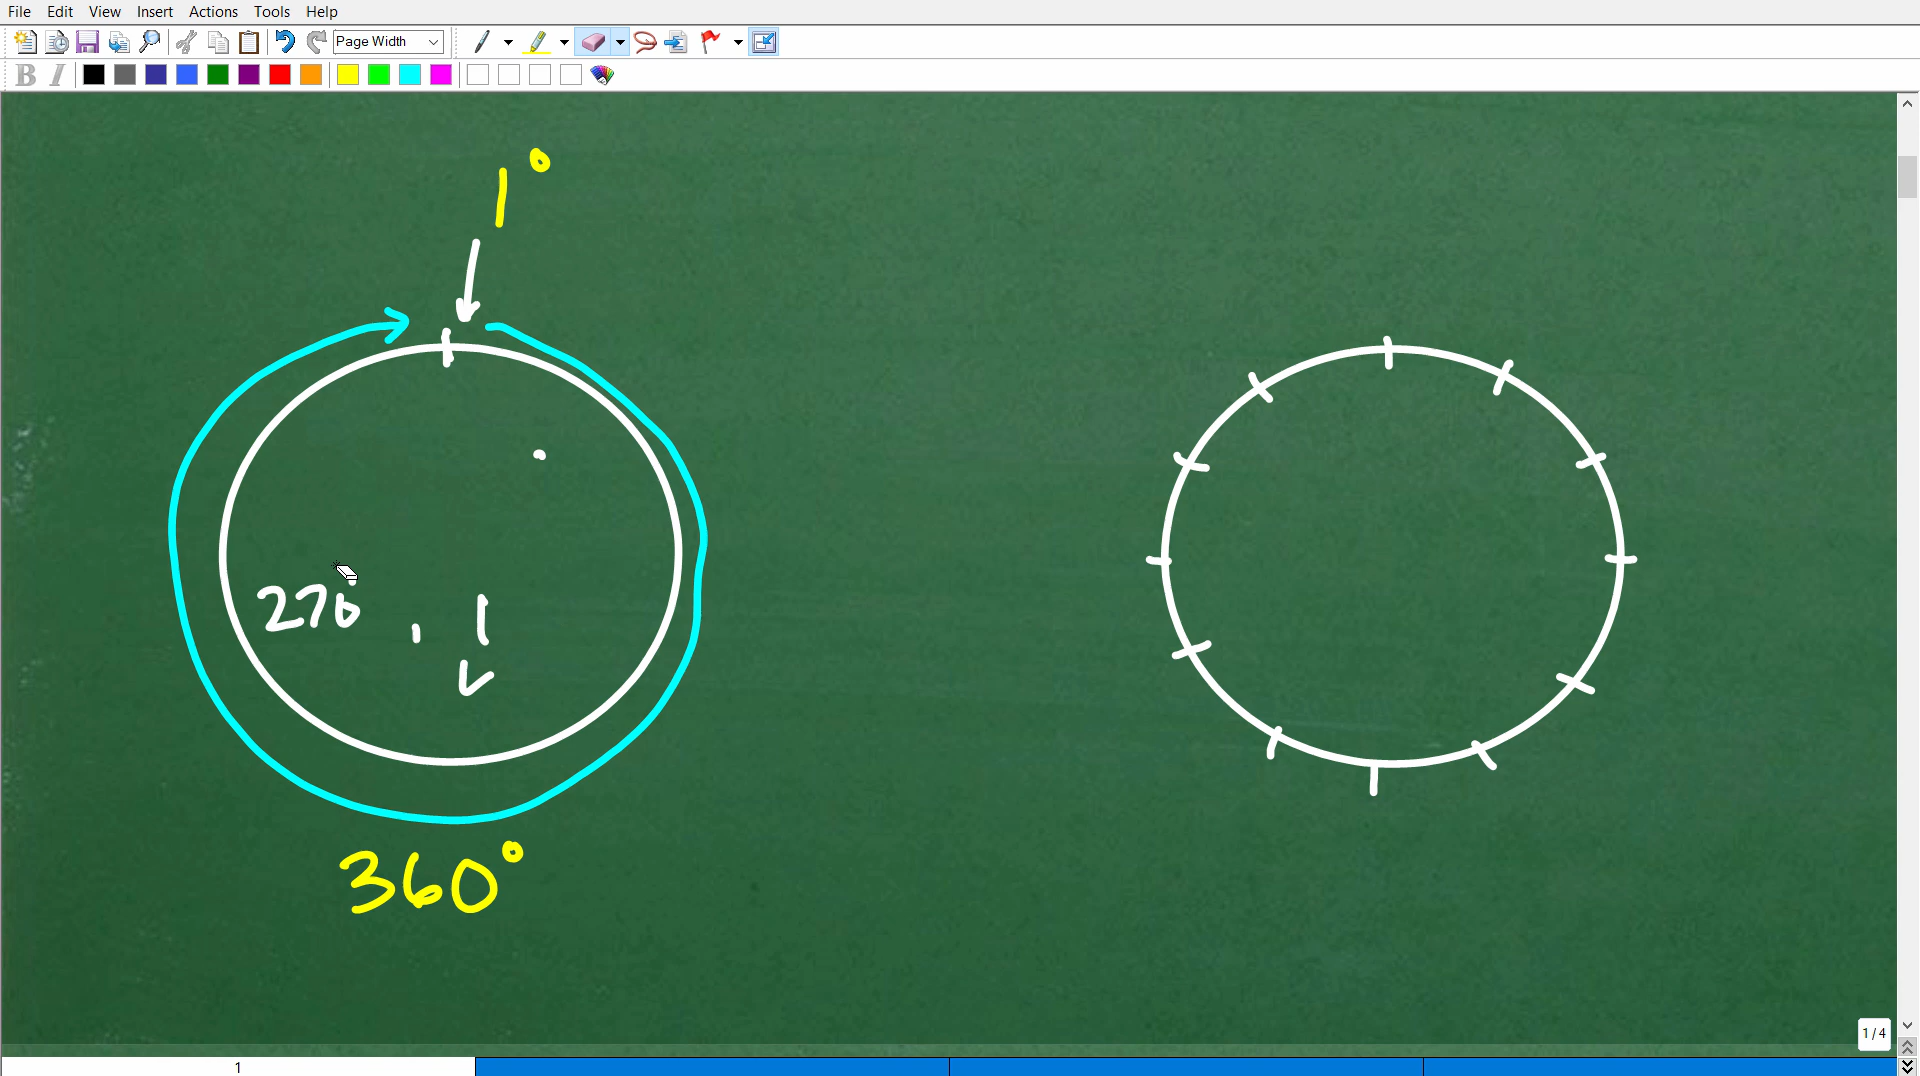 File Edit View Insert Actions Tools Help
Page Width
B I
1°
270
360°
1 / 4
1